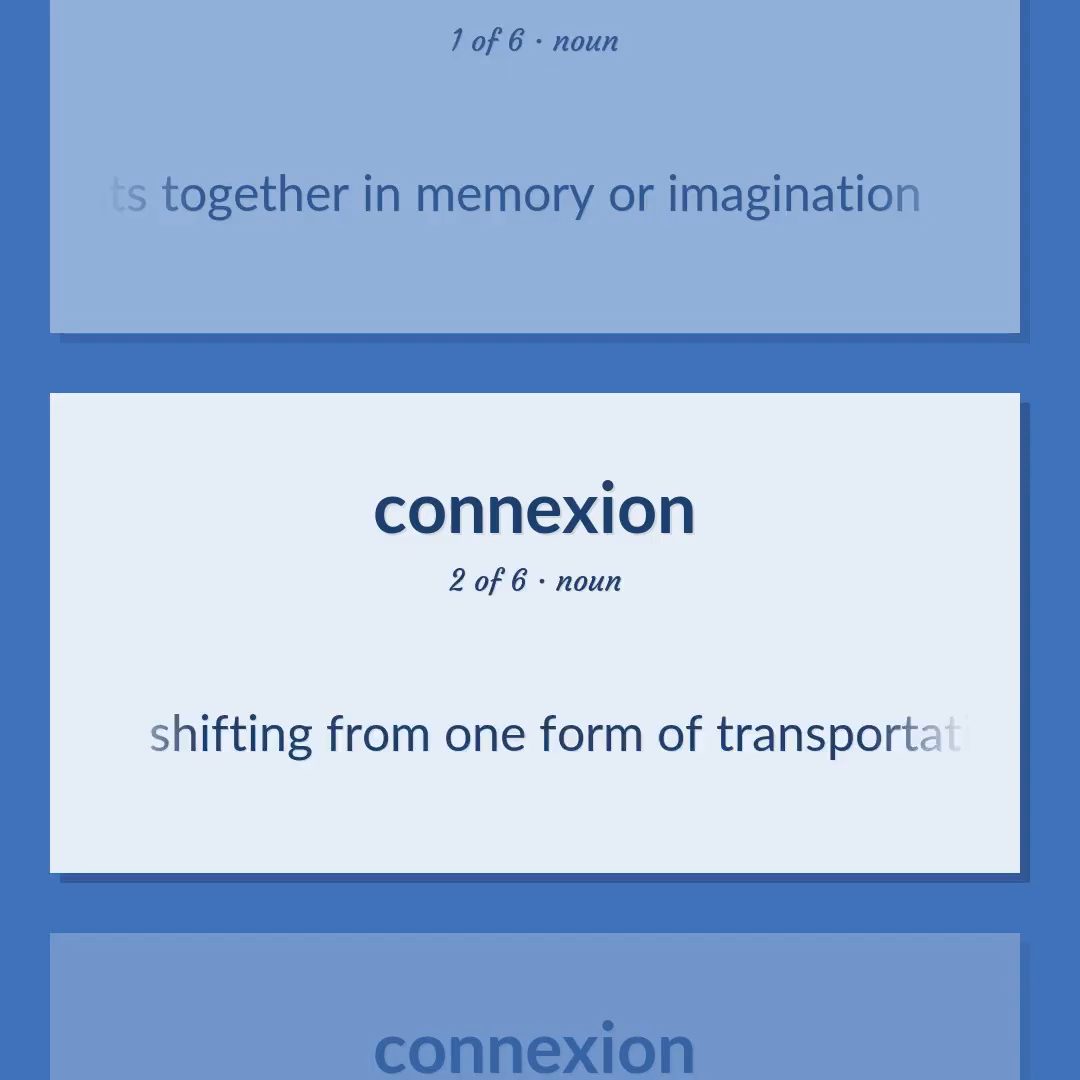 1 of 6 · noun
together in memory or imagination
connexion
2 of 6 · noun
shifting from one form of
connexion